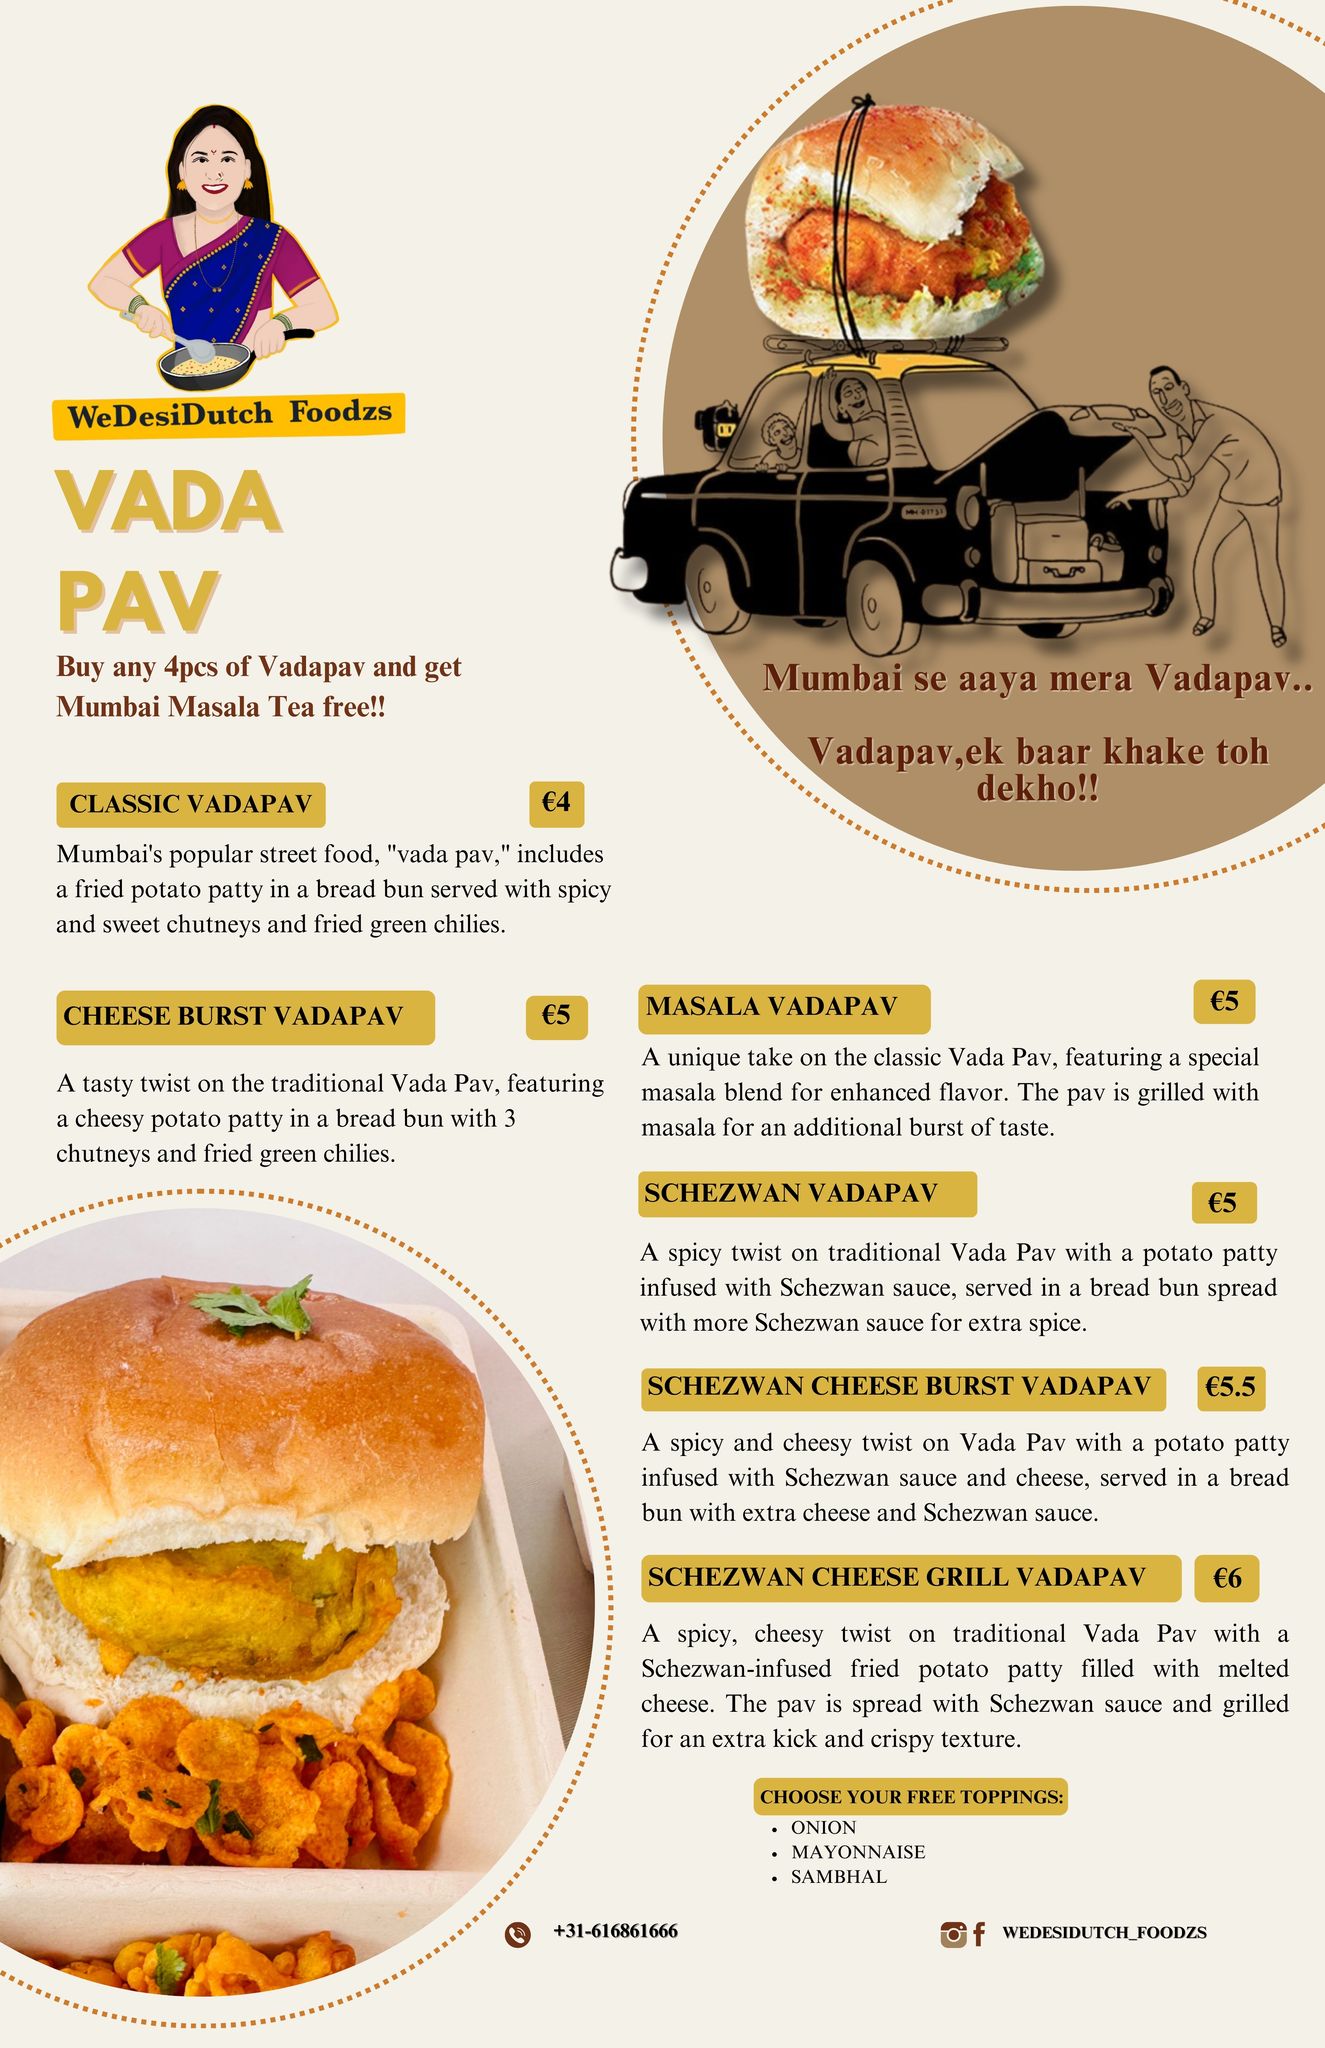 WeDesiDutch Foodzs
VADA
PAV
Buy any 4pcs of Vadapav and get
Mumbai Masala Tea free!!
MH 01731
Mumbai se aaya mera Vadapav..
Vadapav,ek baar khake toh
dekho!!
CLASSIC VADAPAV €4
Mumbai's popular street food, "vada pav," includes
a fried potato patty in a bread bun served with spicy
and sweet chutneys and fried green chilies.
CHEESE BURST VADAPAV €5
A tasty twist on the traditional Vada Pav, featuring
a cheesy potato patty in a bread bun with 3
chutneys and fried green chilies.
MASALA VADAPAV €5
A unique take on the classic Vada Pav, featuring a special
masala blend for enhanced flavor. The pav is grilled with
masala for an additional burst of taste.
SCHEZWAN VADAPAV €5
A spicy twist on traditional Vada Pav with a potato patty
infused with Schezwan sauce, served in a bread bun spread
with more Schezwan sauce for extra spice.
SCHEZWAN CHEESE BURST VADAPAV €5.5
A spicy and cheesy twist on Vada Pav with a potato patty
infused with Schezwan sauce and cheese, served in a bread
bun with extra cheese and Schezwan sauce.
SCHEZWAN CHEESE GRILL VADAPAV €6
A spicy, cheesy twist on traditional Vada Pav with a
Schezwan-infused fried potato patty filled with melted
cheese. The pav is spread with Schezwan sauce and grilled
for an extra kick and crispy texture.
CHOOSE YOUR FREE TOPPINGS:
• ONION
• MAYONNAISE
• SAMBHAL
+31-616861666
WEDESIDUTCH_FOODZS